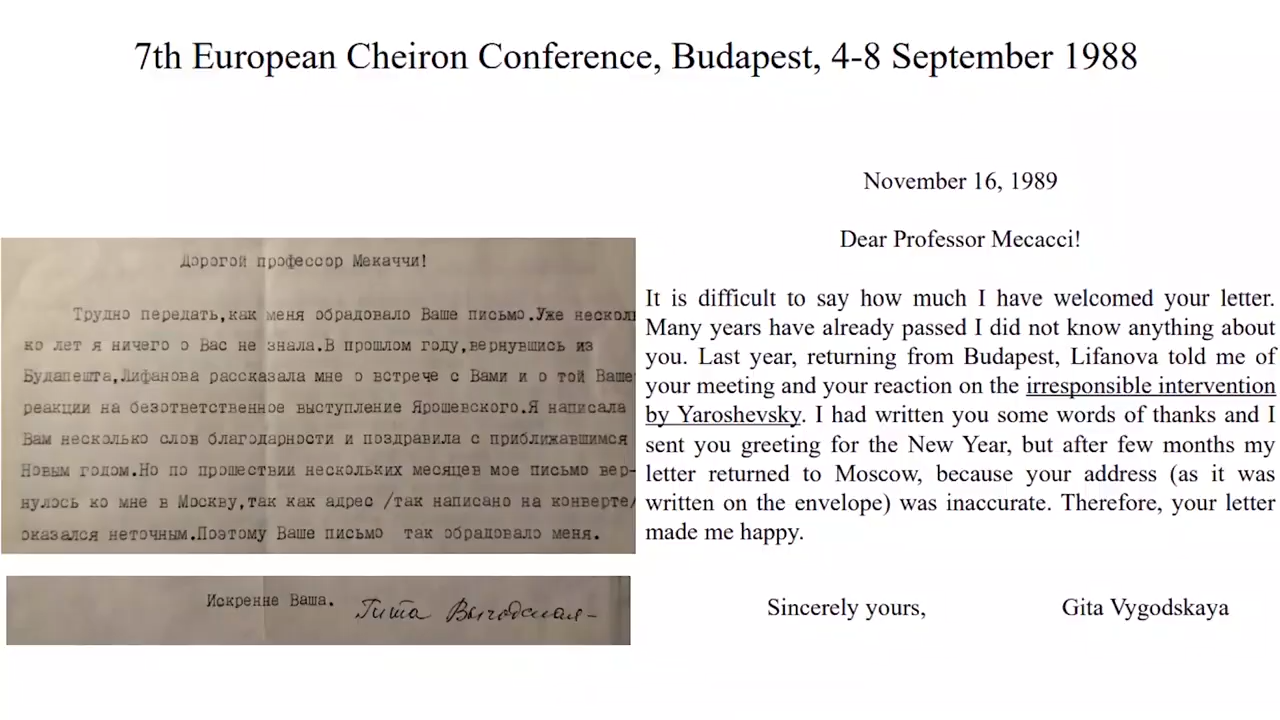 7th European Cheiron Conference, Budapest, 4-8 September 1988
Дорогой профессор Мекаччи!
Трудно передать,как меня обрадовало Ваше письмо.Уже несколь
ко лет я ничего о Вас не знала.В прошлом году,вернувшись из
Будапешта,Лифанова рассказала мне о встрече с Вами и о той Ваше
реакции на безответственное выступление Ярошевского.Я написала
Вам несколько слов благодарности и поздравила с приближавшимся
Новым годом.Но по прошествии нескольких месяцев мое письмо вер-
нулось ко мне в Москву,так как адрес /так написано на конверте/
оказался неточным.Поэтому Ваше письмо так обрадовало меня.
Искренне Ваша. Гита Выгодская-
November 16, 1989
Dear Professor Mecacci!
It is difficult to say how much I have welcomed your letter.
Many years have already passed I did not know anything about
you. Last year, returning from Budapest, Lifanova told me of
your meeting and your reaction on the irresponsible intervention
by Yaroshevsky. I had written you some words of thanks and I
sent you greeting for the New Year, but after few months my
letter returned to Moscow, because your address (as it was
written on the envelope) was inaccurate. Therefore, your letter
made me happy.
Sincerely yours, Gita Vygodskaya